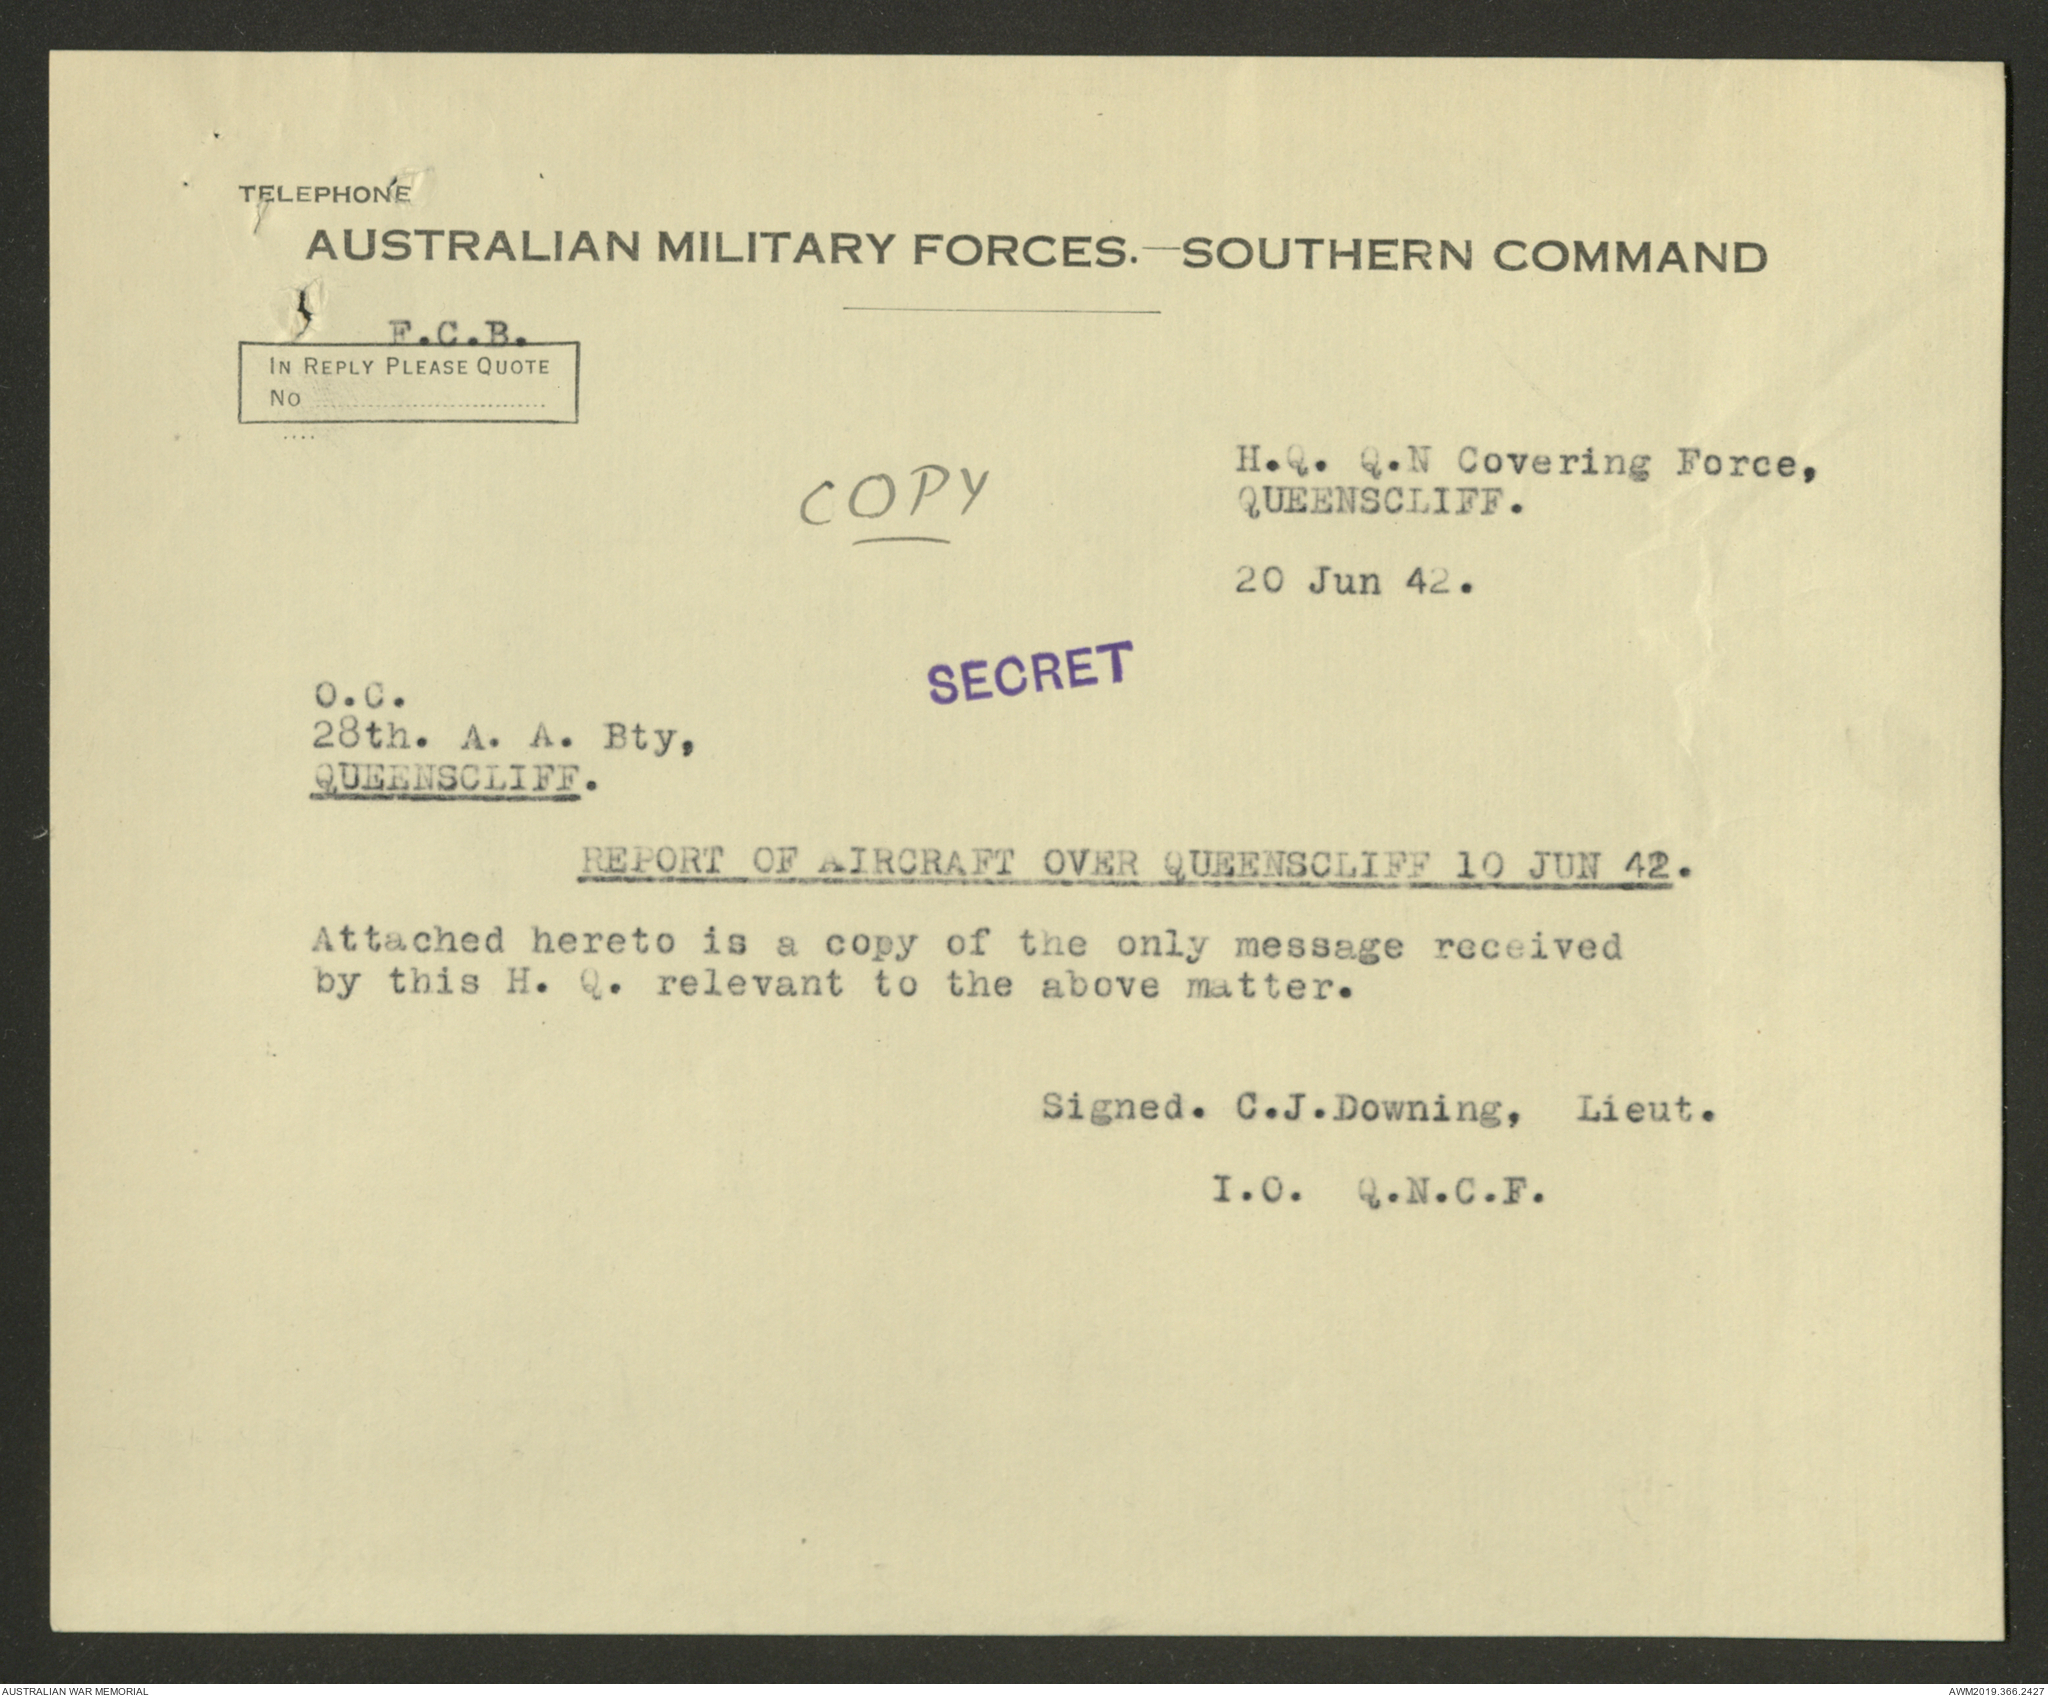 TELEPHONE
AUSTRALIAN MILITARY FORCES.—SOUTHERN COMMAND
F.C.B.
IN REPLY PLEASE QUOTE
No ..............................
....
COPY
H.Q. Q.N Covering Force,
QUEENSCLIFF.
20 Jun 42.
SECRET
O.C.
28th. A. A. Bty,
QUEENSCLIFF.
REPORT OF AIRCRAFT OVER QUEENSCLIFF 10 JUN 42.
Attached hereto is a copy of the only message received
by this H. Q. relevant to the above matter.
Signed. C.J.Downing, Lieut.
I.O. Q.N.C.F.
AUSTRALIAN WAR MEMORIAL
AWM2019.366.2427